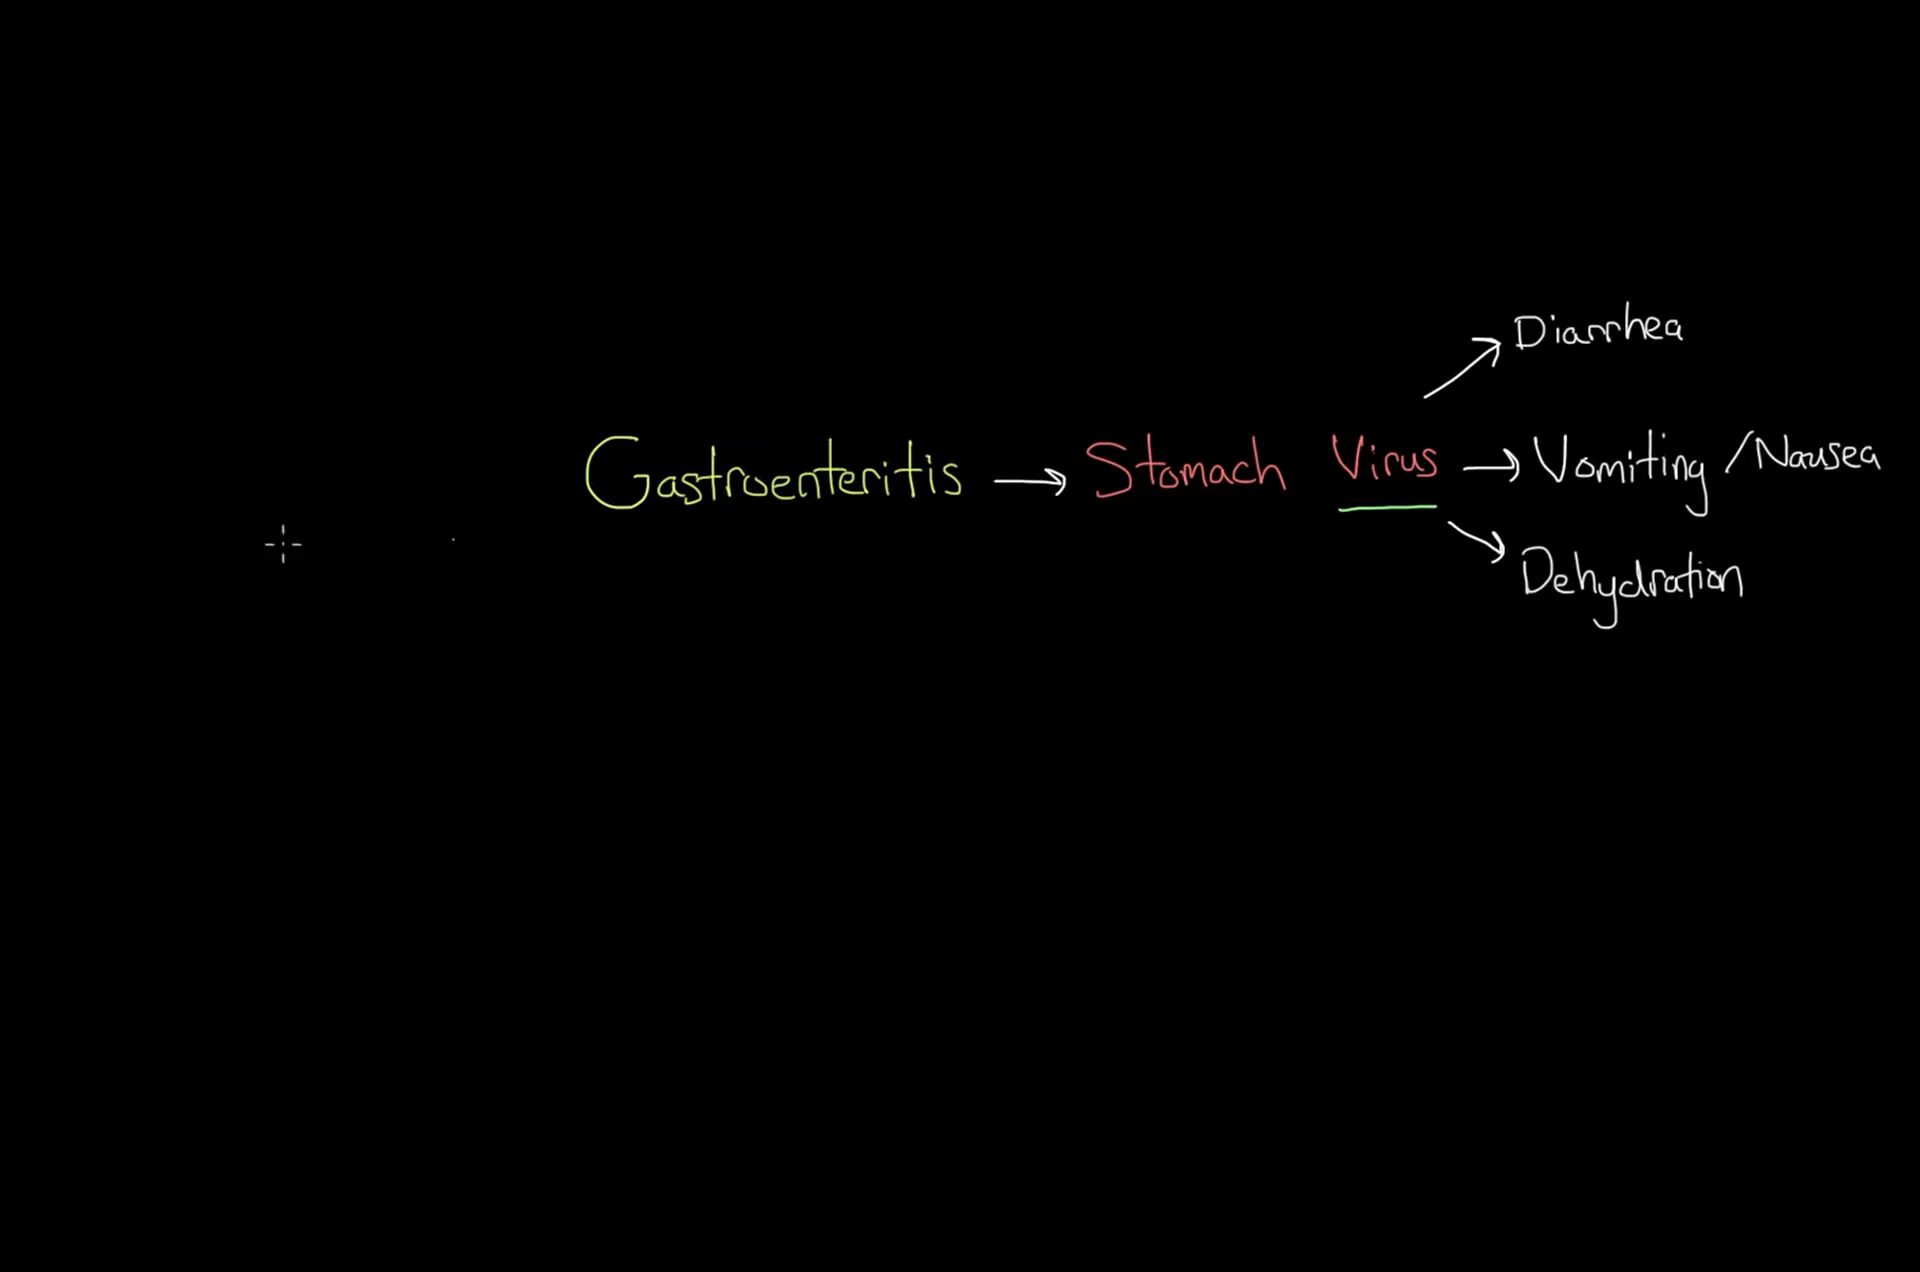 Diarrhea
Gastroenteritis → Stomach Virus → Vomiting /Nausea
Dehydration